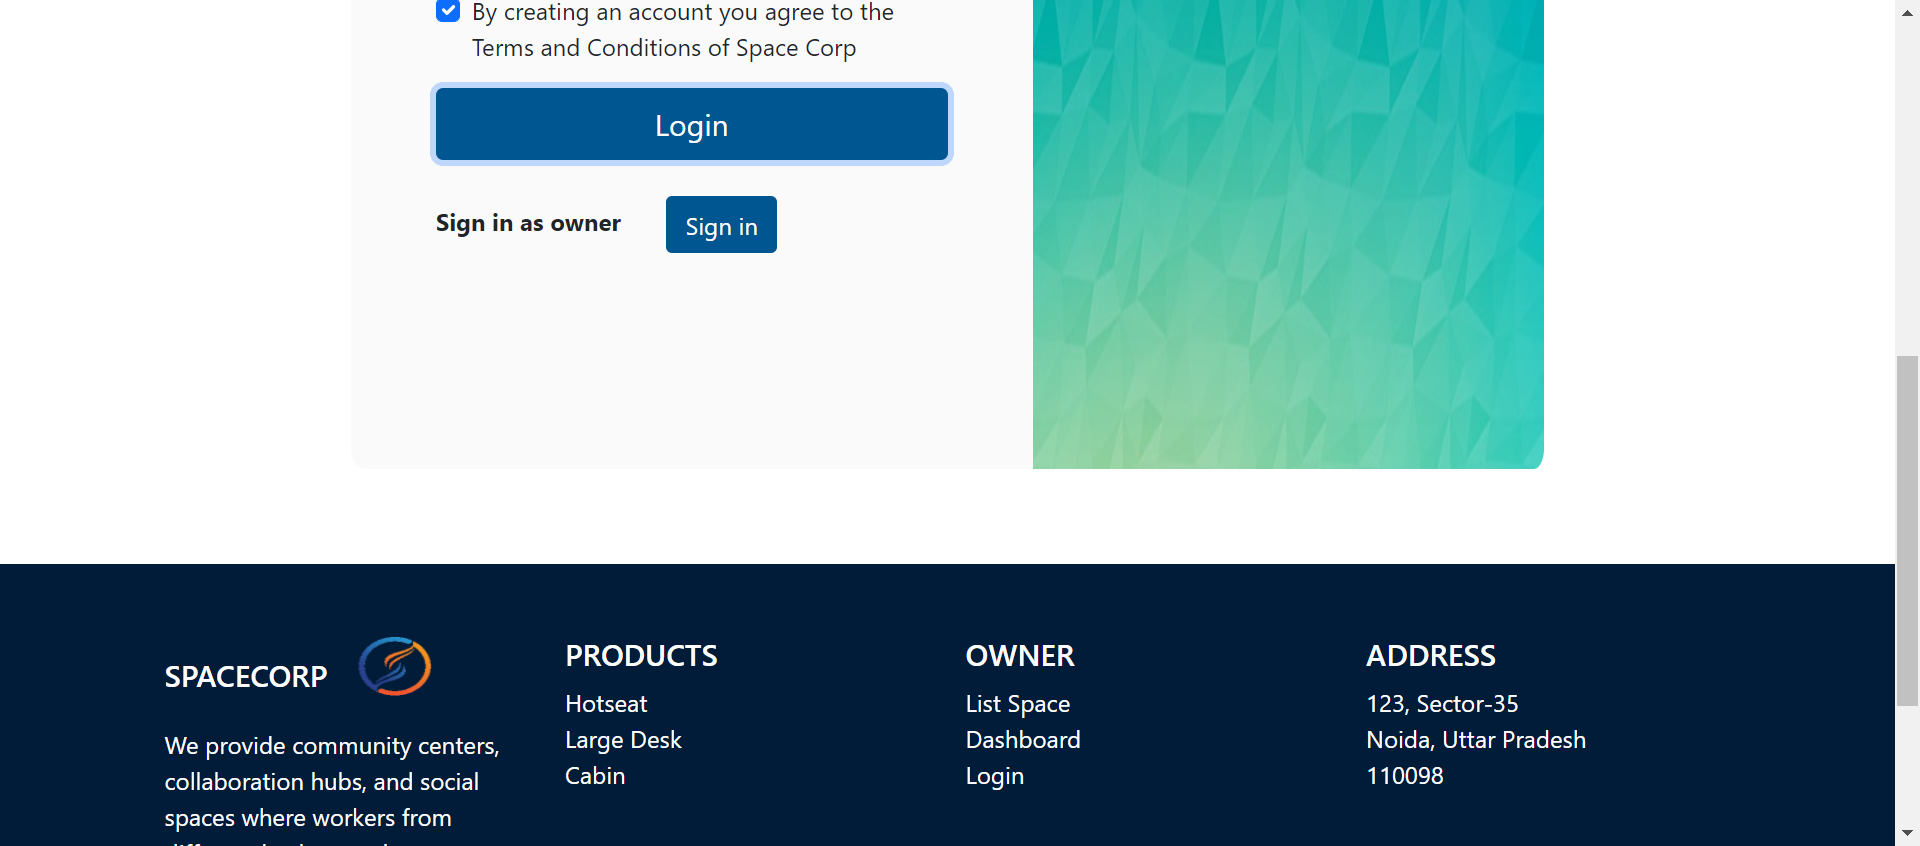 By creating an account you agree to the
Terms and Conditions of Space Corp
Login
Sign in as owner
Sign in
SPACECORP
We provide community centers,
collaboration hubs, and social
spaces where workers from
PRODUCTS
Hotseat
Large Desk
Cabin
OWNER
List Space
Dashboard
Login
ADDRESS
123, Sector-35
Noida, Uttar Pradesh
110098